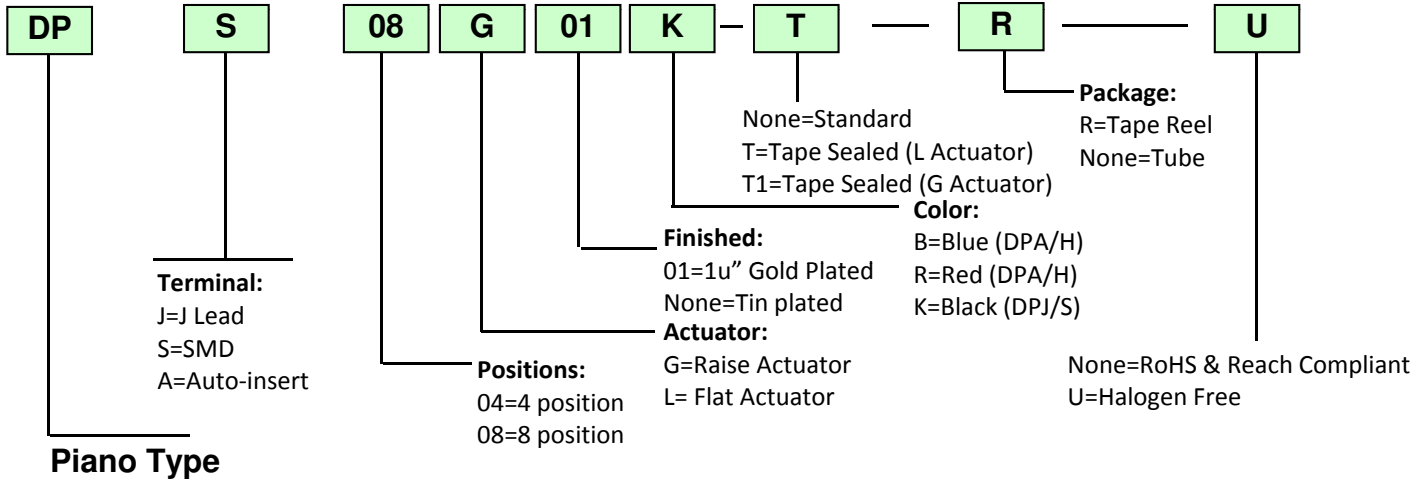 DP S 08 G 01 K – T — R — U
Package:
R=Tape Reel
None=Tube
None=Standard
T=Tape Sealed (L Actuator)
T1=Tape Sealed (G Actuator)
Color:
B=Blue (DPA/H)
R=Red (DPA/H)
K=Black (DPJ/S)
Finished:
01=1u” Gold Plated
None=Tin plated
Terminal:
J=J Lead
S=SMD
A=Auto-insert
Actuator:
G=Raise Actuator
L= Flat Actuator
Positions:
04=4 position
08=8 position
None=RoHS & Reach Compliant
U=Halogen Free
Piano Type